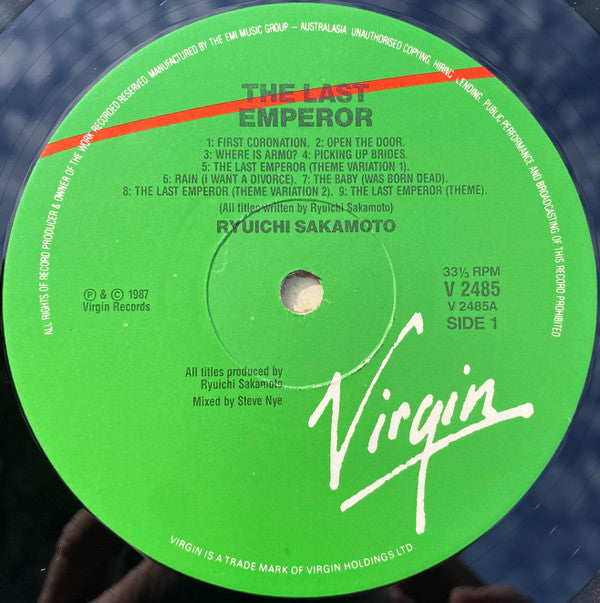 ALL RIGHTS OF RECORD PRODUCER & OWNER OF THE WORK RECORDED RESERVED. MANUFACTURED BY THE EMI MUSIC GROUP – AUSTRALASIA. UNAUTHORISED COPYING, HIRING, LENDING, PUBLIC PERFORMANCE AND BROADCASTING OF THIS RECORD PROHIBITED
THE LAST
EMPEROR
1: FIRST CORONATION. 2: OPEN THE DOOR.
3: WHERE IS ARMO? 4: PICKING UP BRIDES.
5: THE LAST EMPEROR (THEME VARIATION 1).
6: RAIN (I WANT A DIVORCE). 7: THE BABY (WAS BORN DEAD).
8: THE LAST EMPEROR (THEME VARIATION 2). 9: THE LAST EMPEROR (THEME).
(All titles written by Ryuichi Sakamoto)
RYUICHI SAKAMOTO
℗ & © 1987
Virgin Records
33⅓ RPM
V 2485
V 2485A
SIDE 1
All titles produced by
Ryuichi Sakamoto
Mixed by Steve Nye
Virgin
VIRGIN IS A TRADE MARK OF VIRGIN HOLDINGS LTD